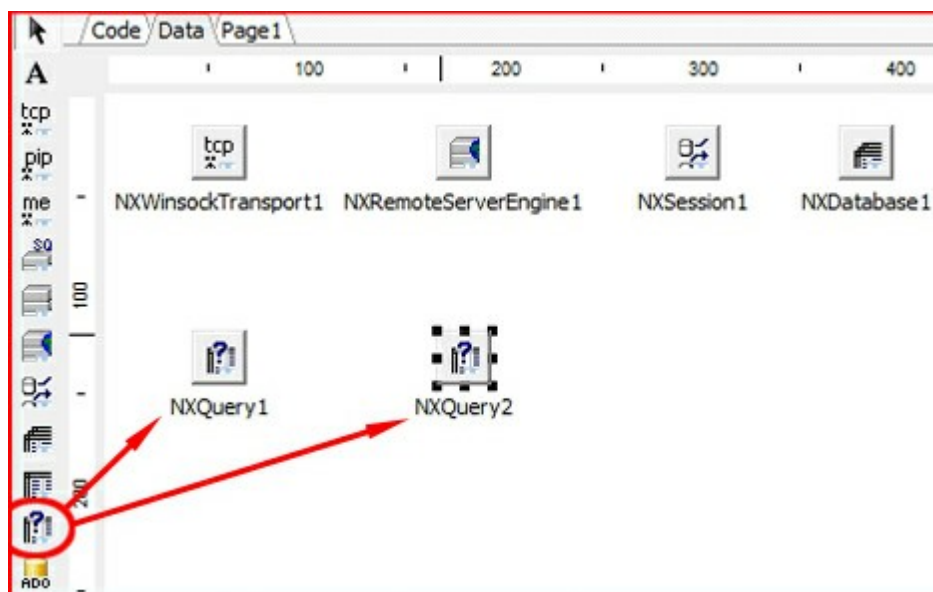 Code Data Page1
100 200 300 400
A
tcp
pip
me
SQ
tcp
NXWinsockTransport1 NXRemoteServerEngine1 NXSession1 NXDatabase1
100
?
?
NXQuery1 NXQuery2
200
?
ADO